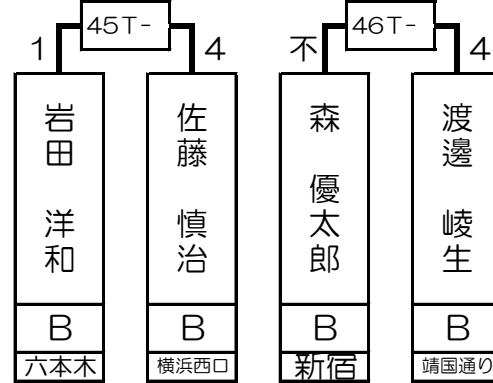 45T- 46T-
1 4 不 4
岩田 洋和 佐藤 慎治 森 優太郎 渡邊 崚生
B B B B
六本木 横浜西口 新宿 靖国通り